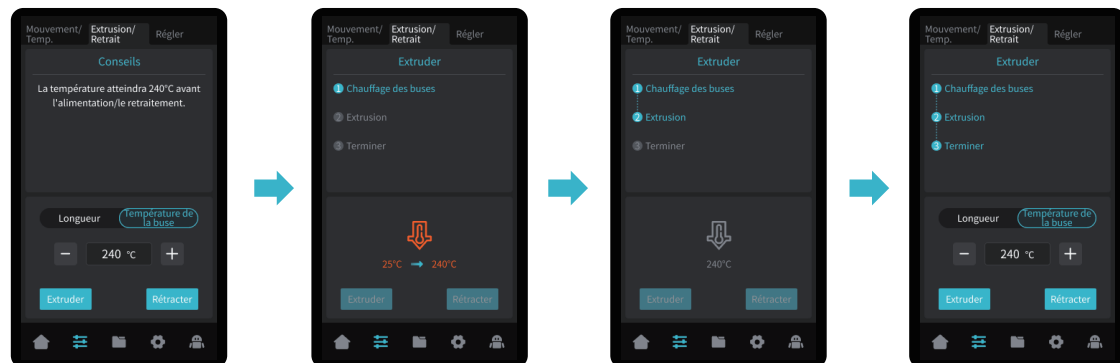 Mouvement/
Temp.
Extrusion/
Retrait
Régler
Conseils
La température atteindra 240°C avant
l'alimentation/le retraitement.
Longueur
Température de
la buse
− 240 °C +
Extruder
Rétracter
Mouvement/
Temp.
Extrusion/
Retrait
Régler
Extruder
1 Chauffage des buses
2 Extrusion
3 Terminer
25°C → 240°C
Extruder
Rétracter
Mouvement/
Temp.
Extrusion/
Retrait
Régler
Extruder
1 Chauffage des buses
2 Extrusion
3 Terminer
240°C
Extruder
Rétracter
Mouvement/
Temp.
Extrusion/
Retrait
Régler
Extruder
1 Chauffage des buses
2 Extrusion
3 Terminer
Longueur
Température de
la buse
− 240 °C +
Extruder
Rétracter